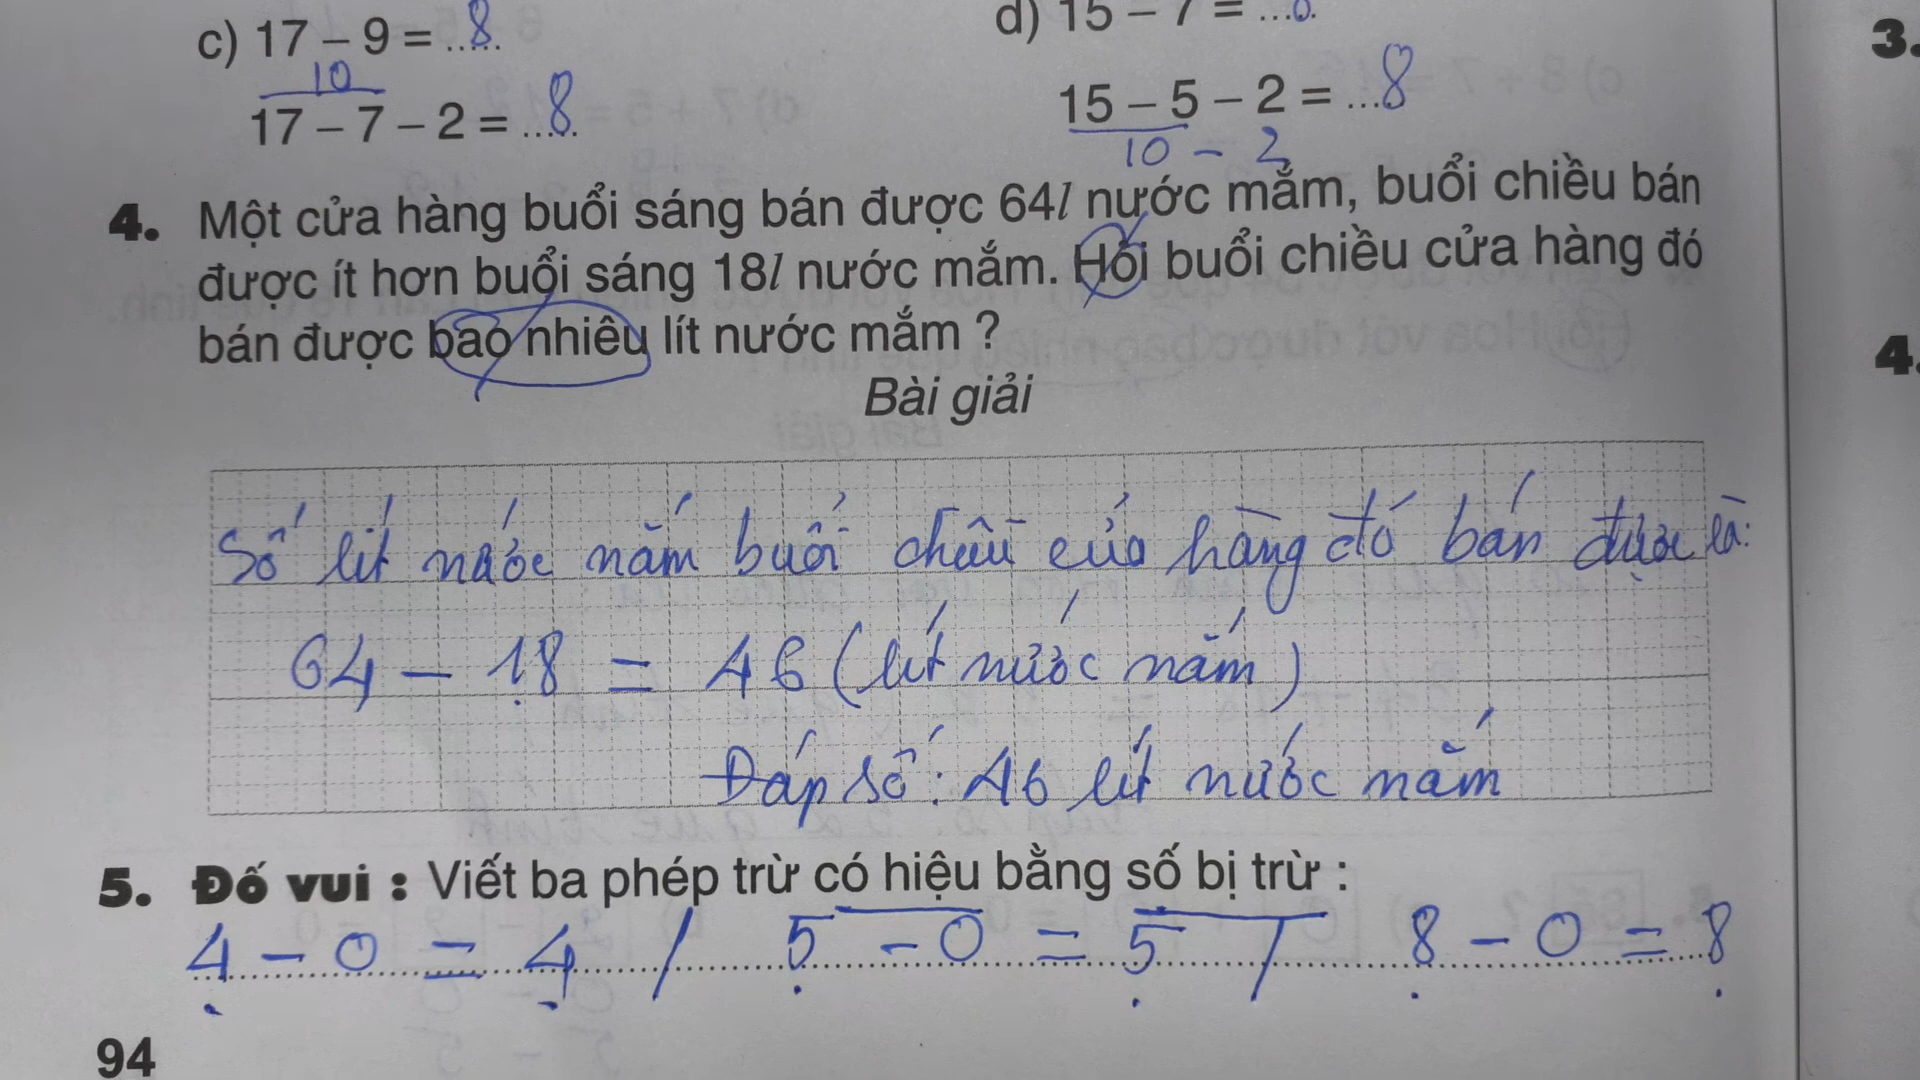 c) 17 – 9 = ...8... d) 15 – 7 = ...8.
10
17 – 7 – 2 = ...8... 15 – 5 – 2 = ...8
10 – 2
3.
4. Một cửa hàng buổi sáng bán được 64l nước mắm, buổi chiều bán
được ít hơn buổi sáng 18l nước mắm. Hỏi buổi chiều cửa hàng đó
bán được bao nhiêu lít nước mắm ?
4.
Bài giải
Số lít nước mắm buổi chiều cửa hàng đó bán được là:
64 – 18 = 46 (lít nước mắm)
Đáp số: 46 lít nước mắm
5. Đố vui : Viết ba phép trừ có hiệu bằng số bị trừ :
4 – 0 = 4 / 5 – 0 = 5 / 8 – 0 = 8
94